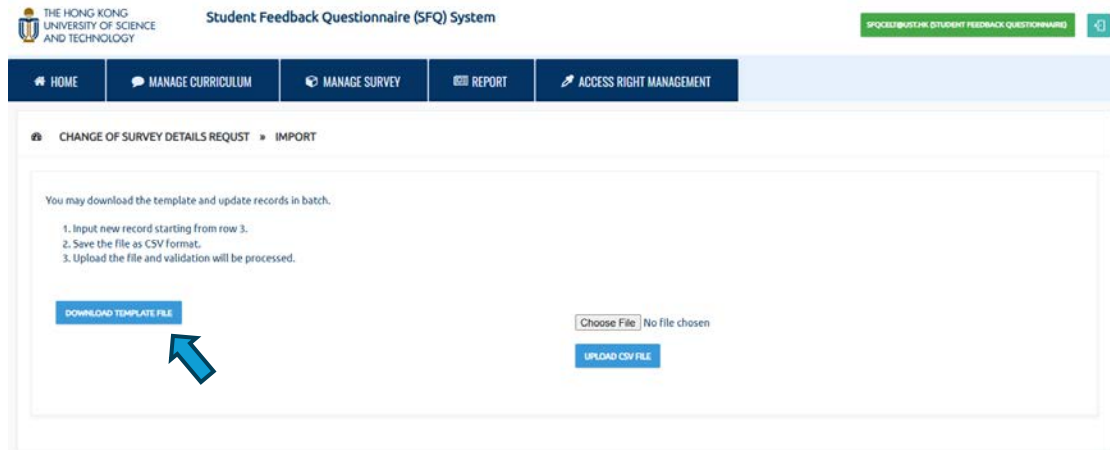 THE HONG KONG
UNIVERSITY OF SCIENCE
AND TECHNOLOGY
Student Feedback Questionnaire (SFQ) System
SFQCELT@UST.HK (STUDENT FEEDBACK QUESTIONNAIRE)
HOME
MANAGE CURRICULUM
MANAGE SURVEY
REPORT
ACCESS RIGHT MANAGEMENT
CHANGE OF SURVEY DETAILS REQUST » IMPORT
You may download the template and update records in batch.
1. Input new record starting from row 3.
2. Save the file as CSV format.
3. Upload the file and validation will be processed.
DOWNLOAD TEMPLATE FILE
Choose File No file chosen
UPLOAD CSV FILE